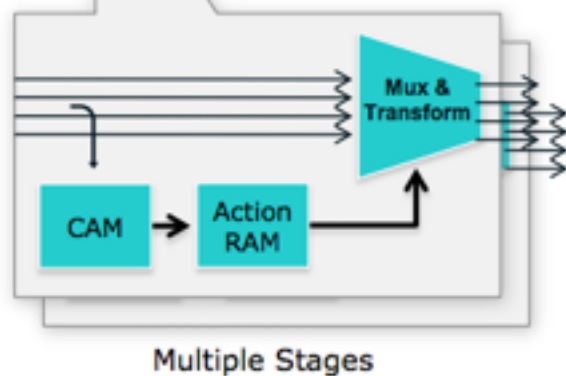 Mux &
Transform
CAM
Action
RAM
Multiple Stages